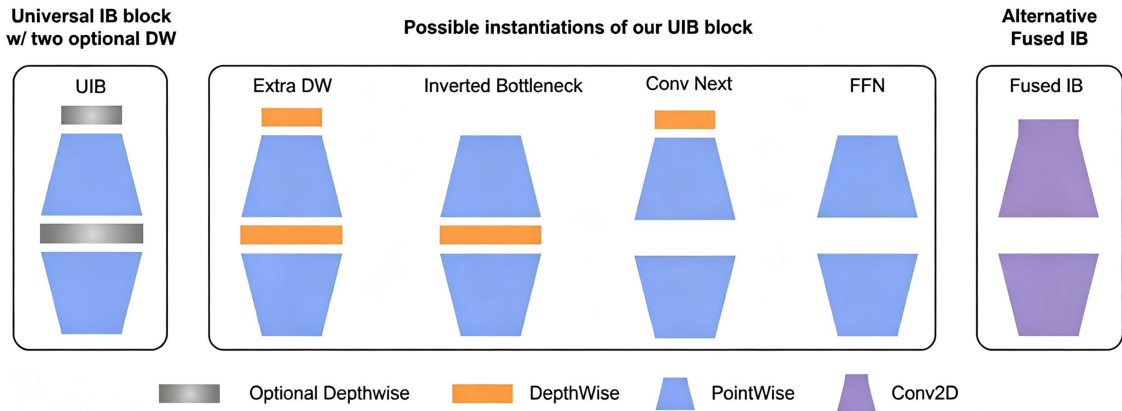 Universal IB block
w/ two optional DW
Possible instantiations of our UIB block
Alternative
Fused IB
UIB
Extra DW
Inverted Bottleneck
Conv Next
FFN
Fused IB
Optional Depthwise
DepthWise
PointWise
Conv2D